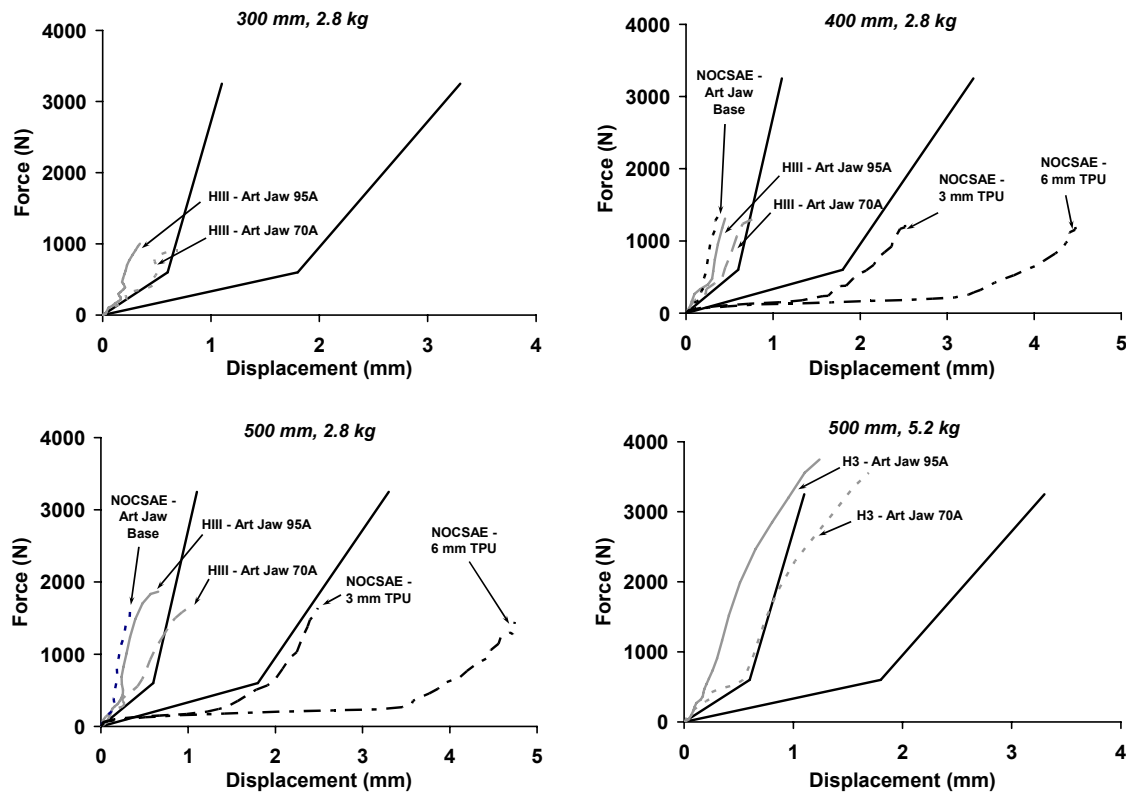 300 mm, 2.8 kg
4000
3000
2000
1000
0
Force (N)
HIII - Art Jaw 95A
HIII - Art Jaw 70A
0 1 2 3 4
Displacement (mm)
400 mm, 2.8 kg
4000
3000
2000
1000
0
Force (N)
NOCSAE -
Art Jaw
Base
HIII - Art Jaw 95A
HIII - Art Jaw 70A
NOCSAE -
3 mm TPU
NOCSAE -
6 mm TPU
0 1 2 3 4 5
Displacement (mm)
500 mm, 2.8 kg
4000
3000
2000
1000
0
Force (N)
NOCSAE -
Art Jaw
Base
HIII - Art Jaw 95A
HIII - Art Jaw 70A
NOCSAE -
3 mm TPU
NOCSAE -
6 mm TPU
0 1 2 3 4 5
Displacement (mm)
500 mm, 5.2 kg
4000
3000
2000
1000
0
Force (N)
H3 - Art Jaw 95A
H3 - Art Jaw 70A
0 1 2 3 4
Displacement (mm)